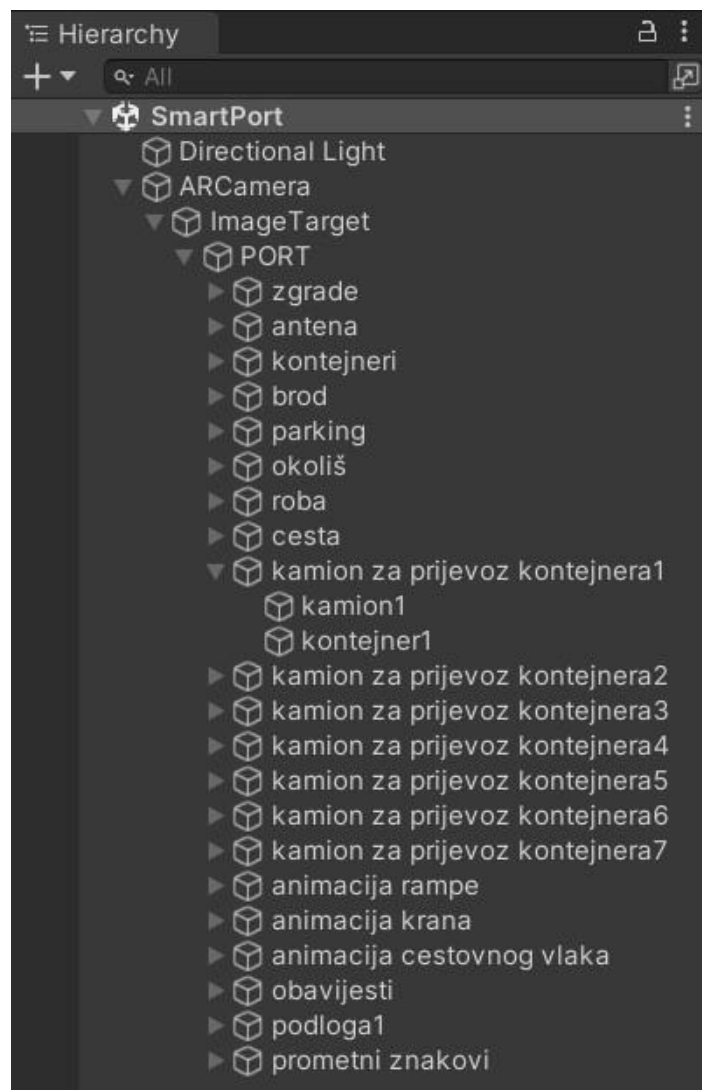 Hierarchy
All
SmartPort
Directional Light
ARCamera
ImageTarget
PORT
zgrade
antena
kontejneri
brod
parking
okoliš
roba
cesta
kamion za prijevoz kontejnera1
kamion1
kontejner1
kamion za prijevoz kontejnera2
kamion za prijevoz kontejnera3
kamion za prijevoz kontejnera4
kamion za prijevoz kontejnera5
kamion za prijevoz kontejnera6
kamion za prijevoz kontejnera7
animacija rampe
animacija krana
animacija cestovnog vlaka
obavijesti
podloga1
prometni znakovi